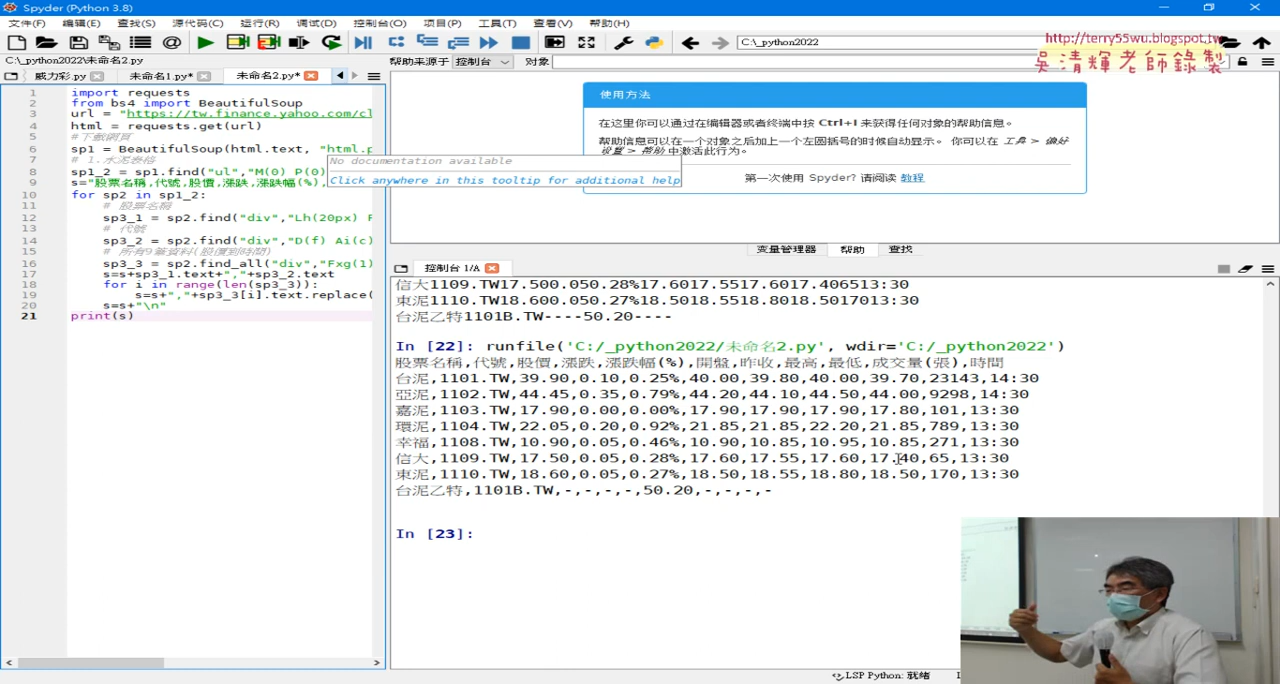 Spyder (Python 3.8)
文件(F) 编辑(E) 查找(S) 源代码(C) 运行(R) 调试(D) 控制台(O) 项目(P) 工具(T) 查看(V) 帮助(H)
C:\_python2022
http://terry55wu.blogspot.tw
吳清輝老師錄製
C:\_python2022\未命名2.py
帮助来源于 控制台 对象
威力彩.py 未命名1.py* 未命名2.py*
1 import requests
2 from bs4 import BeautifulSoup
3 url = "https://tw.finance.yahoo.com/cl
4 html = requests.get(url)
5 #下載網頁
6 sp1 = BeautifulSoup(html.text, "html.p
7 # 1.水泥表格
8 sp1_2 = sp1.find("ul","M(0) P(0)
9 s="股票名稱,代號,股價,漲跌,漲跌幅(%),
10 for sp2 in sp1_2:
11 # 股票名稱
12 sp3_1 = sp2.find("div","Lh(20px) F
13 # 代號
14 sp3_2 = sp2.find("div","D(f) Ai(c)
15 # 所有9筆資料(股價到時間)
16 sp3_3 = sp2.find_all("div","Fxg(1)
17 s=s+sp3_1.text+","+sp3_2.text
18 for i in range(len(sp3_3)):
19 s=s+","+sp3_3[i].text.replace(
20 s=s+"\n"
21 print(s)
No documentation available
Click anywhere in this tooltip for additional help
使用方法
在这里你可以通过在编辑器或者终端中按 Ctrl+I 来获得任何对象的帮助信息。
帮助信息可以在一个对象之后加上一个左圆括号的时候自动显示。 你可以在 工具 > 偏好
设置 > 帮助 中激活此行为。
第一次使用 Spyder? 请阅读 教程
变量管理器 帮助 查找
控制台 1/A
信大1109.TW17.500.050.28%17.6017.5517.6017.406513:30
東泥1110.TW18.600.050.27%18.5018.5518.8018.5017013:30
台泥乙特1101B.TW----50.20----
In [22]: runfile('C:/_python2022/未命名2.py', wdir='C:/_python2022')
股票名稱,代號,股價,漲跌,漲跌幅(%),開盤,昨收,最高,最低,成交量(張),時間
台泥,1101.TW,39.90,0.10,0.25%,40.00,39.80,40.00,39.70,23143,14:30
亞泥,1102.TW,44.45,0.35,0.79%,44.20,44.10,44.50,44.00,9298,14:30
嘉泥,1103.TW,17.90,0.00,0.00%,17.90,17.90,17.90,17.80,101,13:30
環泥,1104.TW,22.05,0.20,0.92%,21.85,21.85,22.20,21.85,789,13:30
幸福,1108.TW,10.90,0.05,0.46%,10.90,10.85,10.95,10.85,271,13:30
信大,1109.TW,17.50,0.05,0.28%,17.60,17.55,17.60,17.40,65,13:30
東泥,1110.TW,18.60,0.05,0.27%,18.50,18.55,18.80,18.50,170,13:30
台泥乙特,1101B.TW,-,-,-,-,50.20,-,-,-,-
In [23]:
LSP Python: 就绪